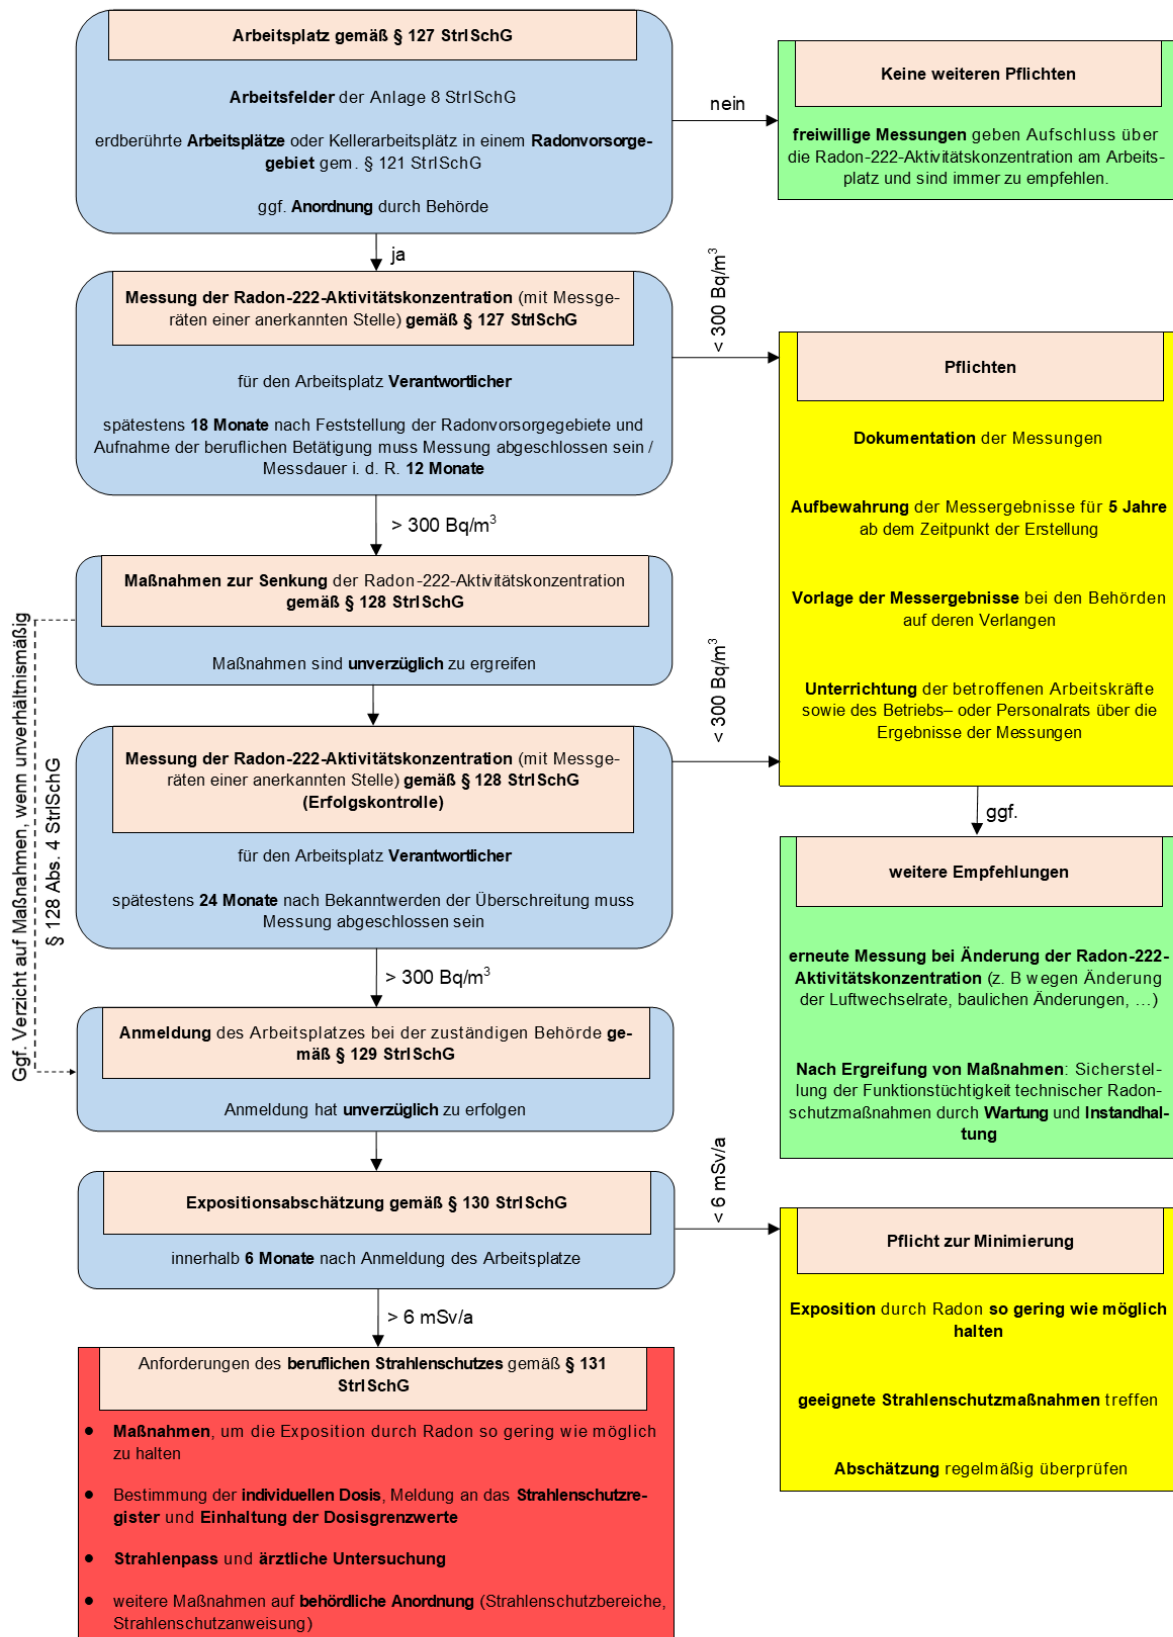 Arbeitsplatz gemäß § 127 StrlSchG
Arbeitsfelder der Anlage 8 StrlSchG
erdberührte Arbeitsplätze oder Kellerarbeitsplätz in einem Radonvorsorge-
gebiet gem. § 121 StrlSchG
ggf. Anordnung durch Behörde
nein
Keine weiteren Pflichten
freiwillige Messungen geben Aufschluss über
die Radon-222-Aktivitätskonzentration am Arbeits-
platz und sind immer zu empfehlen.
ja
Messung der Radon-222-Aktivitätskonzentration (mit Messge-
räten einer anerkannten Stelle) gemäß § 127 StrlSchG
für den Arbeitsplatz Verantwortlicher
spätestens 18 Monate nach Feststellung der Radonvorsorgegebiete und
Aufnahme der beruflichen Betätigung muss Messung abgeschlossen sein /
Messdauer i. d. R. 12 Monate
< 300 Bq/m³
Pflichten
Dokumentation der Messungen
Aufbewahrung der Messergebnisse für 5 Jahre
ab dem Zeitpunkt der Erstellung
Vorlage der Messergebnisse bei den Behörden
auf deren Verlangen
Unterrichtung der betroffenen Arbeitskräfte
sowie des Betriebs– oder Personalrats über die
Ergebnisse der Messungen
> 300 Bq/m³
Maßnahmen zur Senkung der Radon-222-Aktivitätskonzentration
gemäß § 128 StrlSchG
Maßnahmen sind unverzüglich zu ergreifen
Ggf. Verzicht auf Maßnahmen, wenn unverhältnismäßig
§ 128 Abs. 4 StrlSchG
Messung der Radon-222-Aktivitätskonzentration (mit Messge-
räten einer anerkannten Stelle) gemäß § 128 StrlSchG
(Erfolgskontrolle)
für den Arbeitsplatz Verantwortlicher
spätestens 24 Monate nach Bekanntwerden der Überschreitung muss
Messung abgeschlossen sein
< 300 Bq/m³
ggf.
weitere Empfehlungen
erneute Messung bei Änderung der Radon-222-
Aktivitätskonzentration (z. B wegen Änderung
der Luftwechselrate, baulichen Änderungen, …)
Nach Ergreifung von Maßnahmen: Sicherstel-
lung der Funktionstüchtigkeit technischer Radon-
schutzmaßnahmen durch Wartung und Instandhal-
tung
> 300 Bq/m³
Anmeldung des Arbeitsplatzes bei der zuständigen Behörde ge-
mäß § 129 StrlSchG
Anmeldung hat unverzüglich zu erfolgen
Expositionsabschätzung gemäß § 130 StrlSchG
innerhalb 6 Monate nach Anmeldung des Arbeitsplatze
< 6 mSv/a
Pflicht zur Minimierung
Exposition durch Radon so gering wie möglich
halten
geeignete Strahlenschutzmaßnahmen treffen
Abschätzung regelmäßig überprüfen
> 6 mSv/a
Anforderungen des beruflichen Strahlenschutzes gemäß § 131
StrlSchG
● Maßnahmen, um die Exposition durch Radon so gering wie möglich
zu halten
● Bestimmung der individuellen Dosis, Meldung an das Strahlenschutzre-
gister und Einhaltung der Dosisgrenzwerte
● Strahlenpass und ärztliche Untersuchung
● weitere Maßnahmen auf behördliche Anordnung (Strahlenschutzbereiche,
Strahlenschutzanweisung)